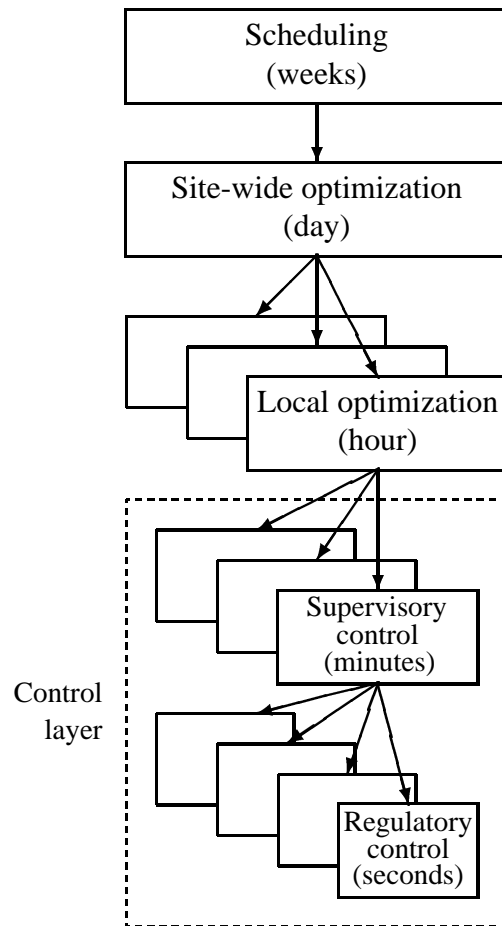 Scheduling
(weeks)
Site-wide optimization
(day)
Local optimization
(hour)
Supervisory
control
(minutes)
Control
layer
Regulatory
control
(seconds)